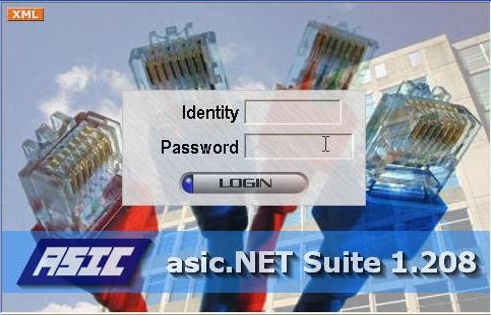 XML
Identity
Password
LOGIN
ASIC asic.NET Suite 1.208